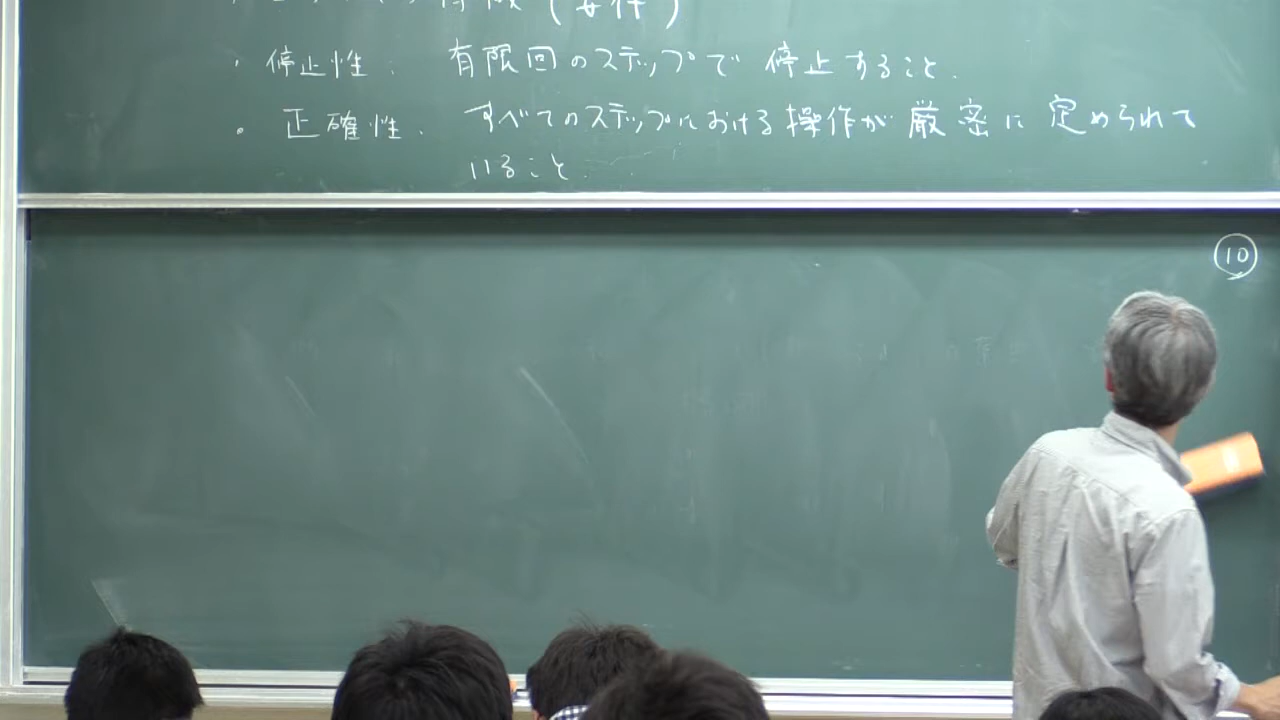 (要件)
・停止性. 有限回のステップで 停止すること.
・正確性. すべてのステップにおける操作が厳密に定められて
いること.
⑩